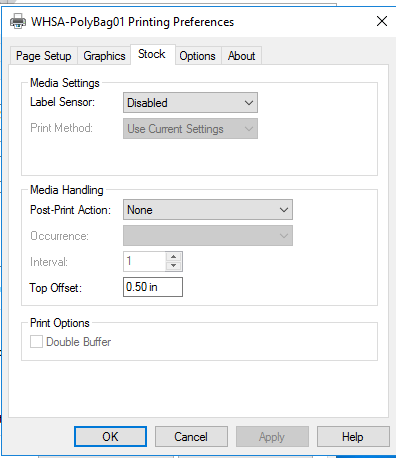 WHSA-PolyBag01 Printing Preferences
Page Setup Graphics Stock Options About
Media Settings
Label Sensor: Disabled
Print Method: Use Current Settings
Media Handling
Post-Print Action: None
Occurrence:
Interval: 1
Top Offset: 0.50 in
Print Options
Double Buffer
OK Cancel Apply Help